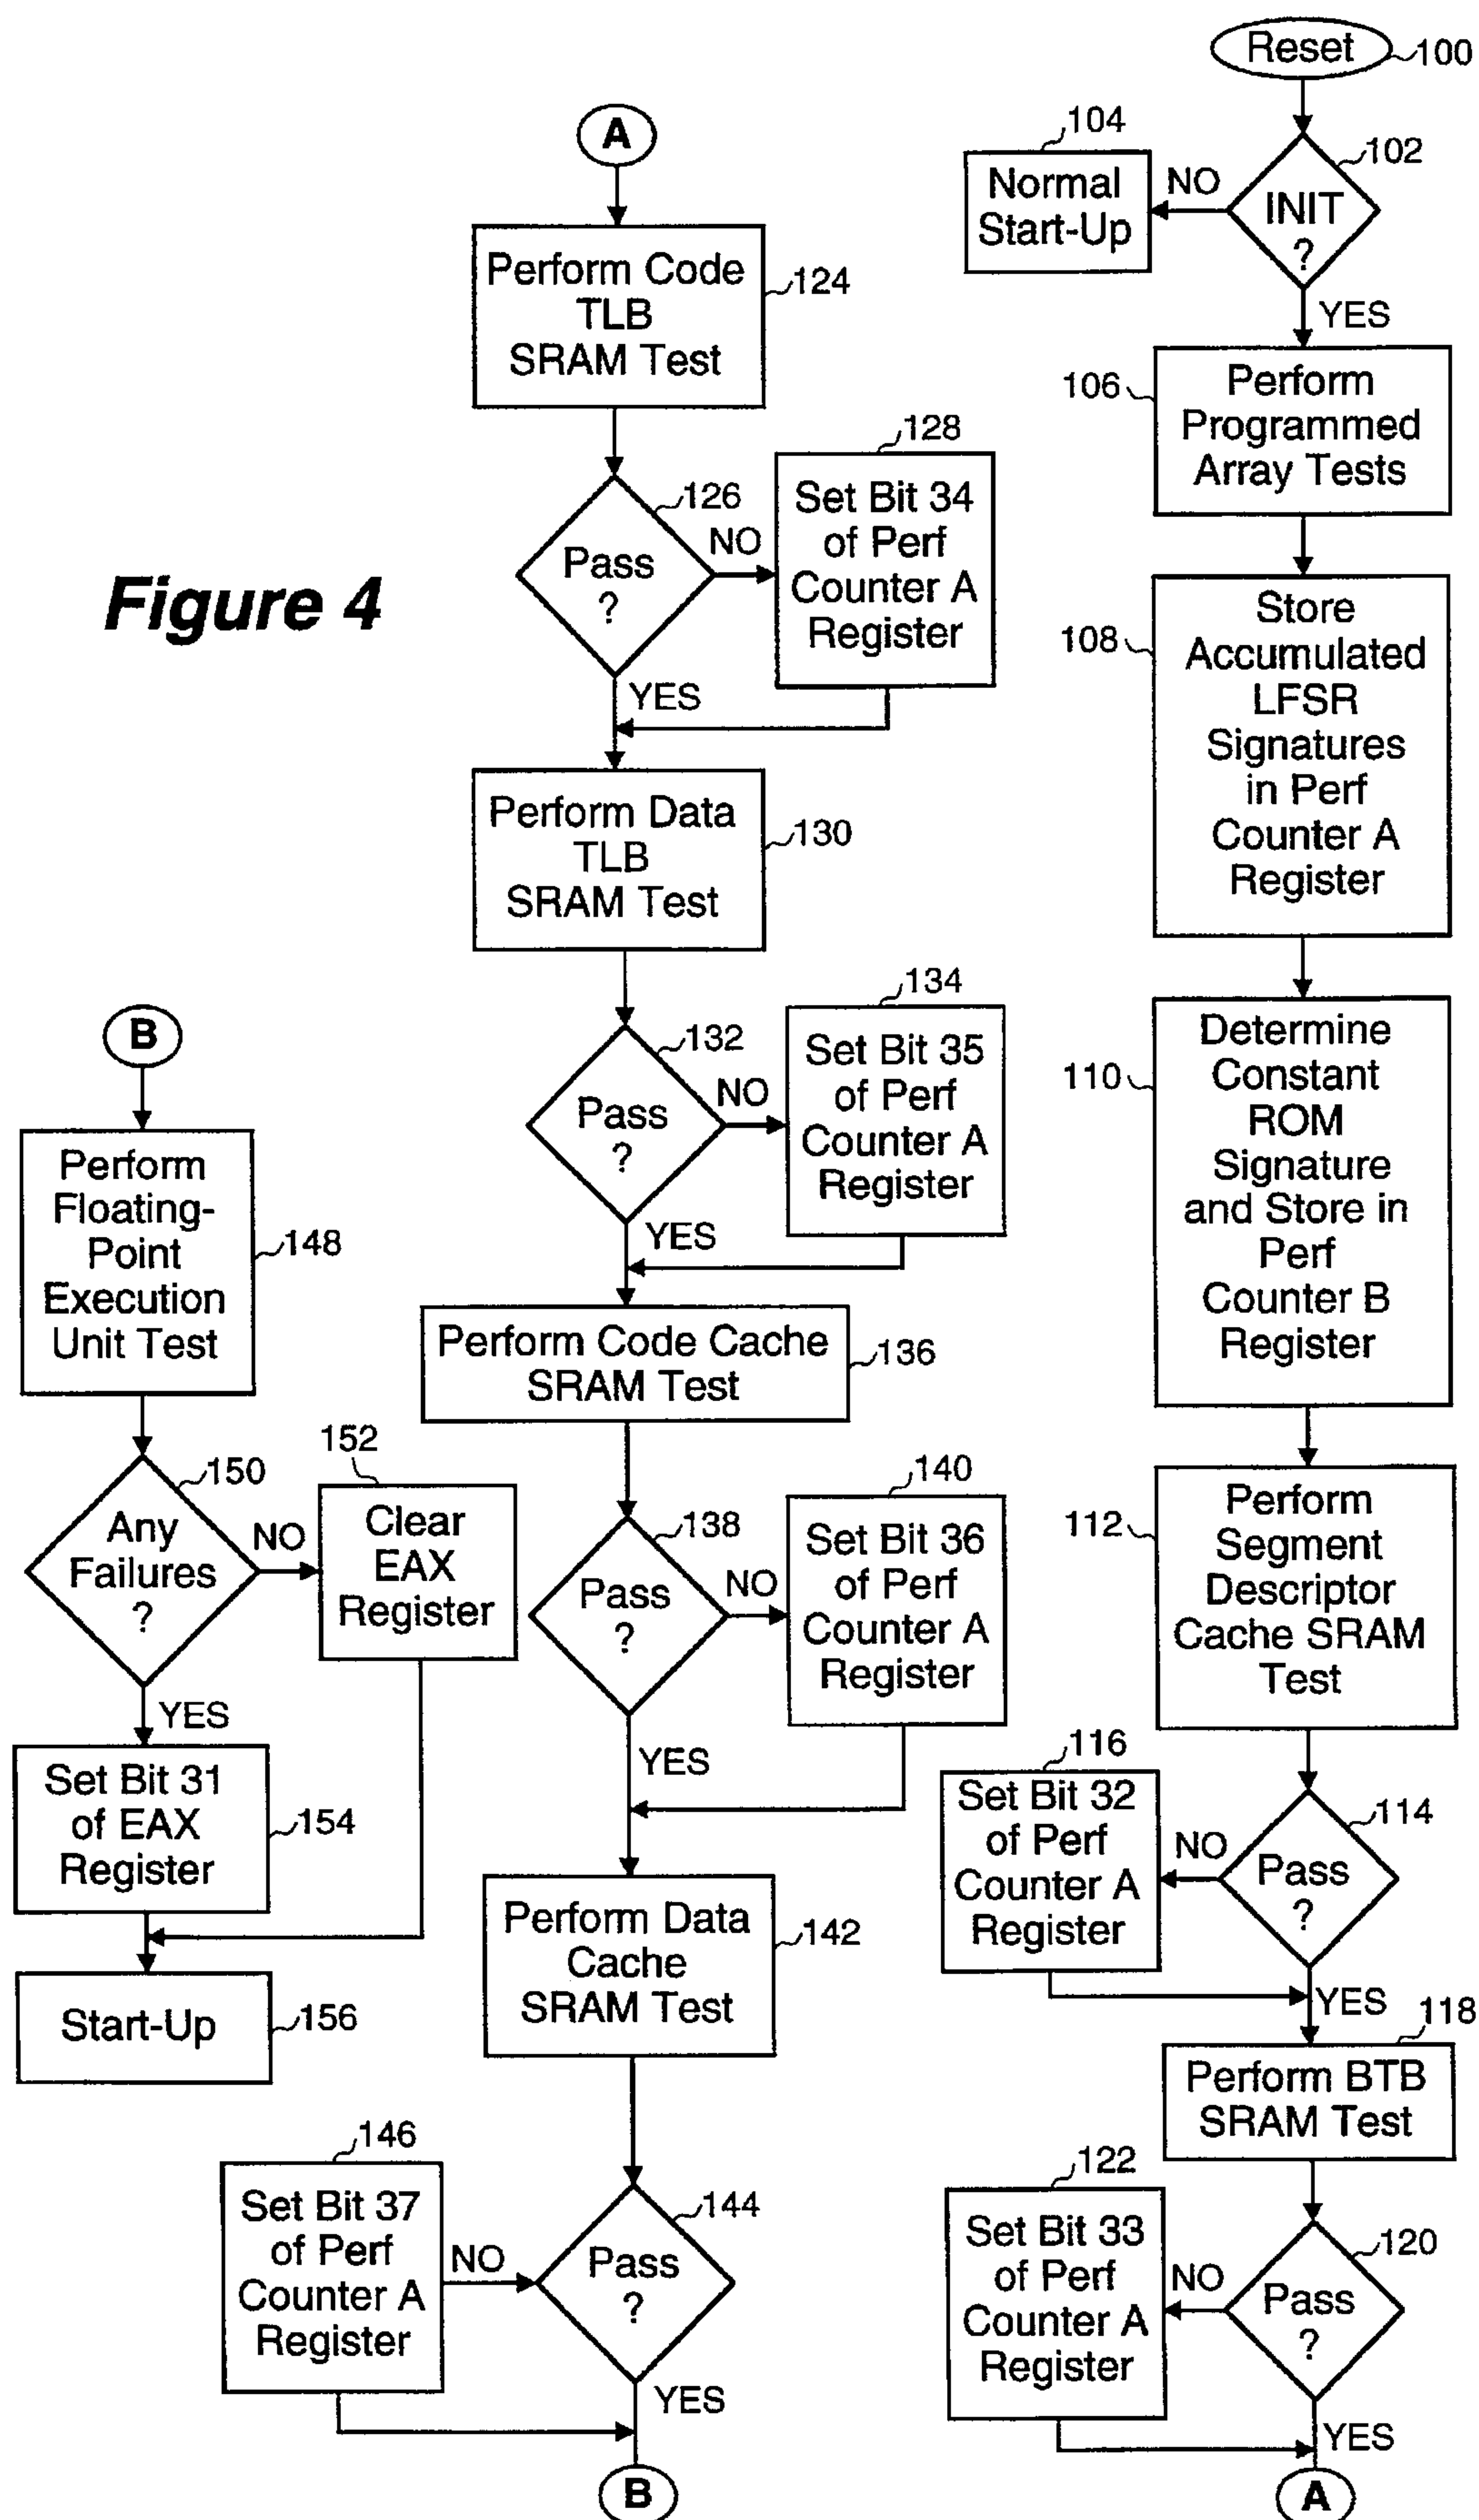 Reset
100
102
INIT
?
NO
104
Normal
Start-Up
YES
106
Perform
Programmed
Array Tests
108
Store
Accumulated
LFSR
Signatures
in Perf
Counter A
Register
110
Determine
Constant
ROM
Signature
and Store in
Perf
Counter B
Register
112
Perform
Segment
Descriptor
Cache SRAM
Test
114
Pass
?
NO
116
Set Bit 32
of Perf
Counter A
Register
YES
118
Perform BTB
SRAM Test
120
Pass
?
NO
122
Set Bit 33
of Perf
Counter A
Register
YES
A
A
Perform Code
TLB
SRAM Test
124
126
Pass
?
NO
128
Set Bit 34
of Perf
Counter A
Register
YES
Perform Data
TLB
SRAM Test
130
132
Pass
?
NO
134
Set Bit 35
of Perf
Counter A
Register
YES
Perform Code Cache
SRAM Test
136
138
Pass
?
NO
140
Set Bit 36
of Perf
Counter A
Register
YES
Perform Data
Cache
SRAM Test
142
144
Pass
?
NO
146
Set Bit 37
of Perf
Counter A
Register
YES
B
Figure 4
B
Perform
Floating-
Point
Execution
Unit Test
148
150
Any
Failures
?
NO
152
Clear
EAX
Register
YES
Set Bit 31
of EAX
Register
154
Start-Up
156